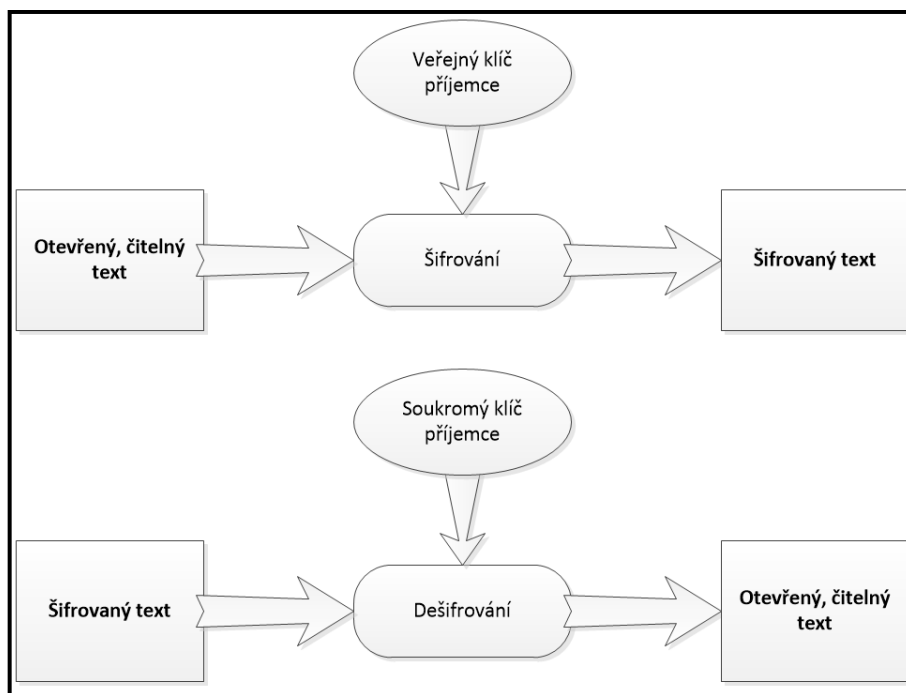 Veřejný klíč
příjemce
Otevřený, čitelný
text
Šifrování
Šifrovaný text
Soukromý klíč
příjemce
Šifrovaný text
Dešifrování
Otevřený, čitelný
text